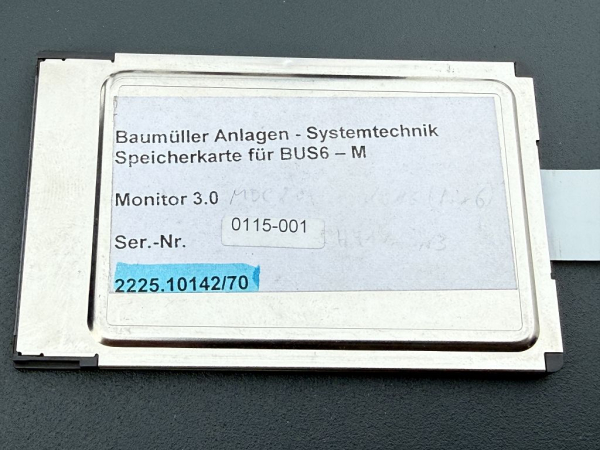 Baumüller Anlagen - Systemtechnik
Speicherkarte für BUS6 – M
Monitor 3.0
Ser.-Nr. 0115-001
2225.10142/70